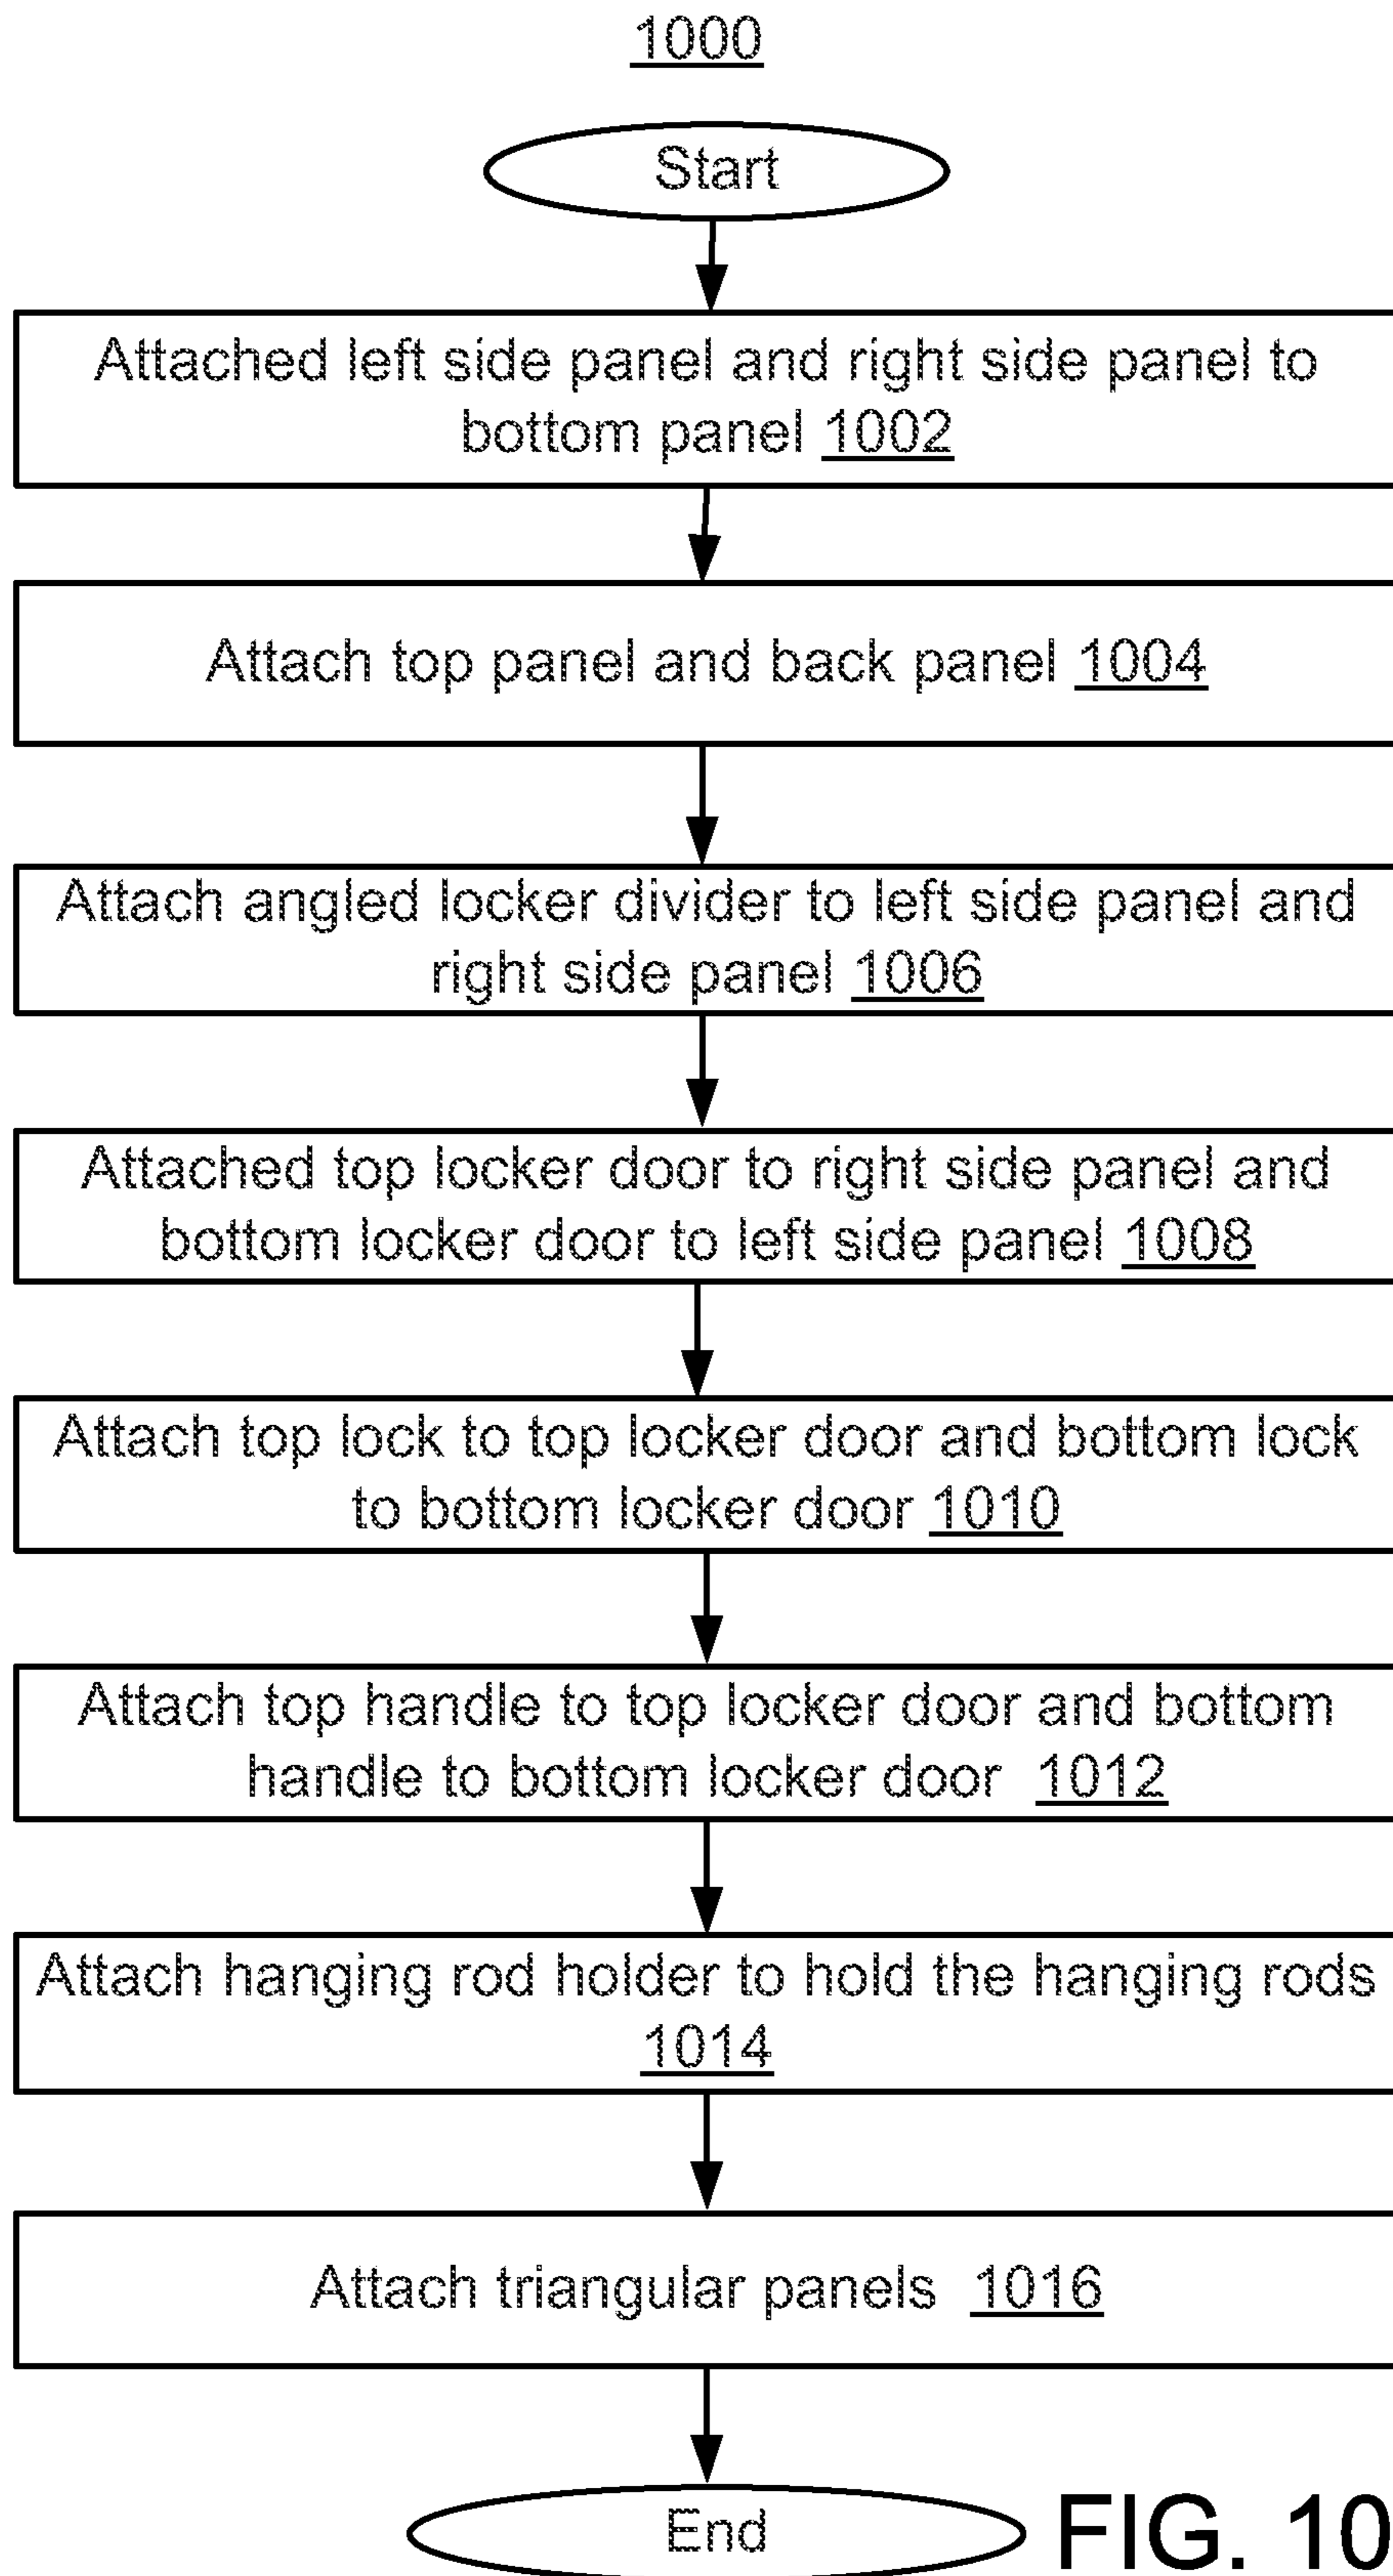 1000
Start
Attached left side panel and right side panel to
bottom panel 1002
Attach top panel and back panel 1004
Attach angled locker divider to left side panel and
right side panel 1006
Attached top locker door to right side panel and
bottom locker door to left side panel 1008
Attach top lock to top locker door and bottom lock
to bottom locker door 1010
Attach top handle to top locker door and bottom
handle to bottom locker door 1012
Attach hanging rod holder to hold the hanging rods
1014
Attach triangular panels 1016
End
FIG. 10